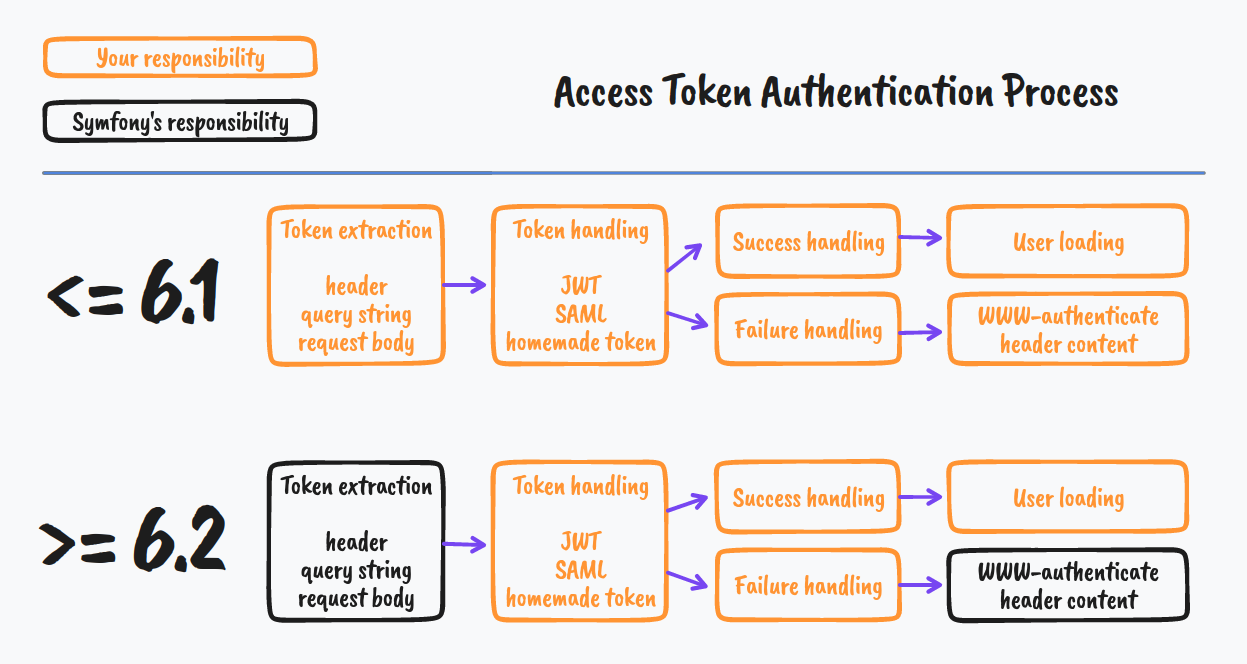 Your responsibility
Symfony's responsibility
Access Token Authentication Process
<= 6.1
Token extraction
header
query string
request body
Token handling
JWT
SAML
homemade token
Success handling
User loading
Failure handling
WWW-authenticate
header content
>= 6.2
Token extraction
header
query string
request body
Token handling
JWT
SAML
homemade token
Success handling
User loading
Failure handling
WWW-authenticate
header content